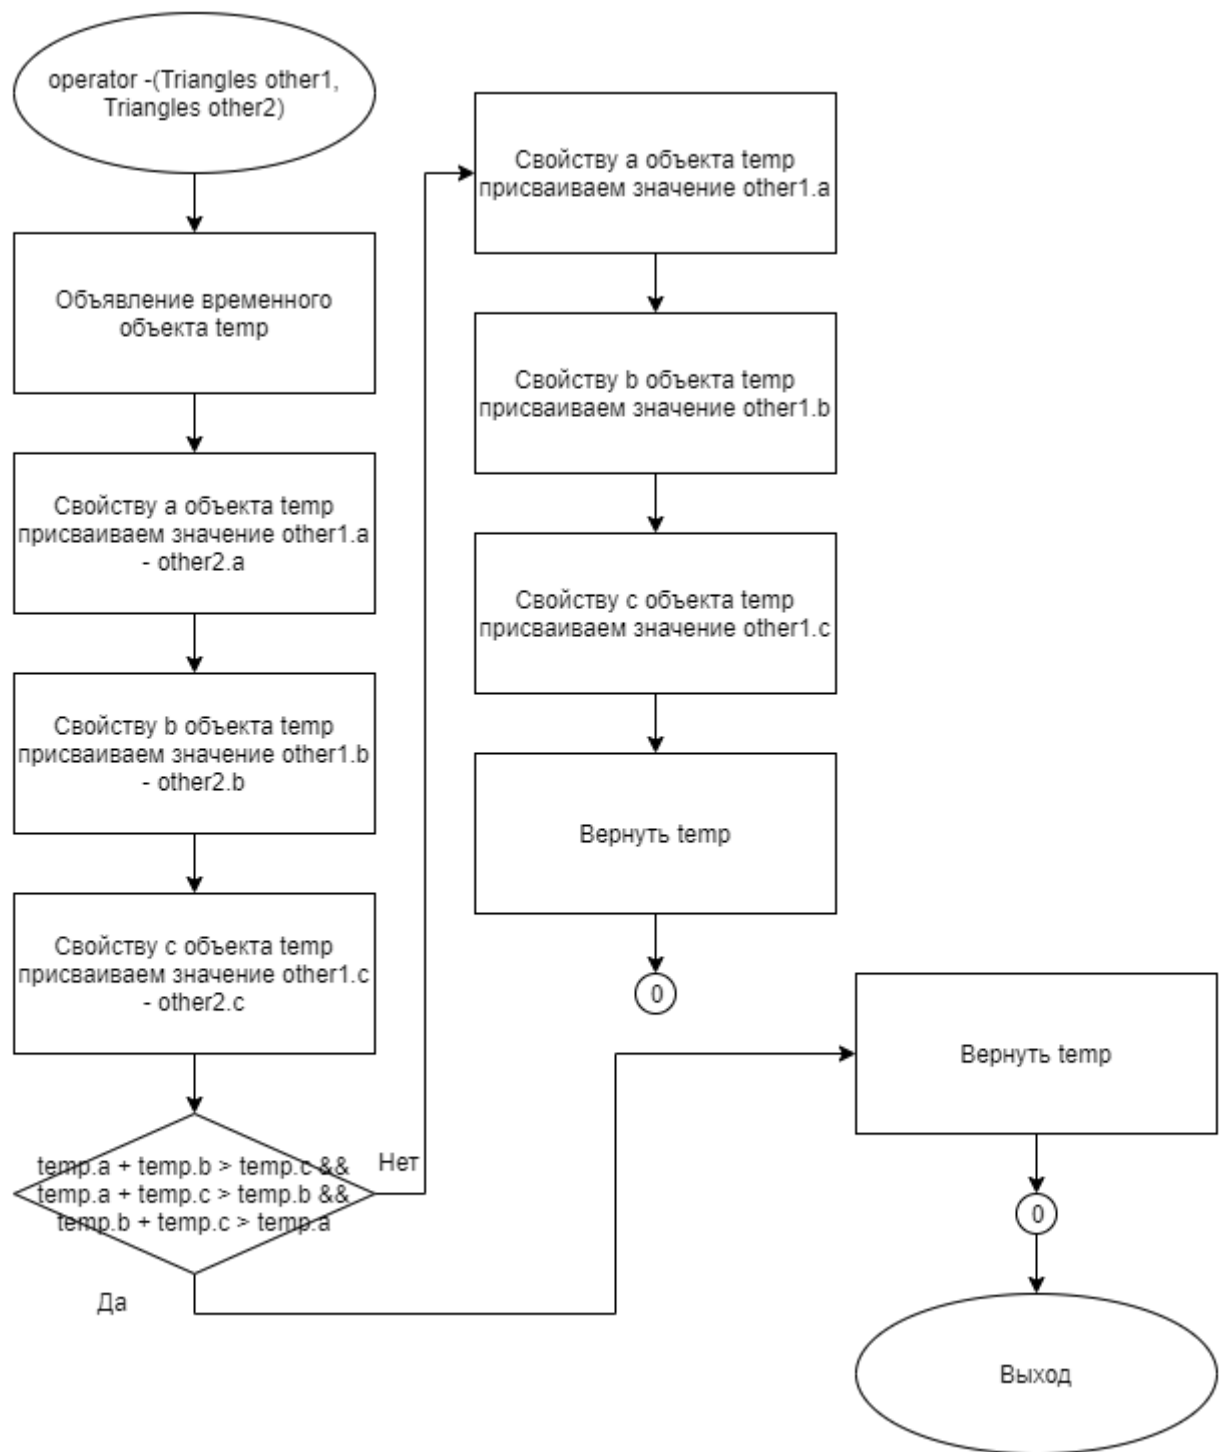 operator -(Triangles other1,
Triangles other2)
Объявление временного
объекта temp
Свойству a объекта temp
присваиваем значение other1.a
- other2.a
Свойству b объекта temp
присваиваем значение other1.b
- other2.b
Свойству c объекта temp
присваиваем значение other1.c
- other2.c
temp.a + temp.b > temp.c &&
temp.a + temp.c > temp.b &&
temp.b + temp.c > temp.a
Нет
Да
Свойству a объекта temp
присваиваем значение other1.a
Свойству b объекта temp
присваиваем значение other1.b
Свойству c объекта temp
присваиваем значение other1.c
Вернуть temp
0
Вернуть temp
0
Выход